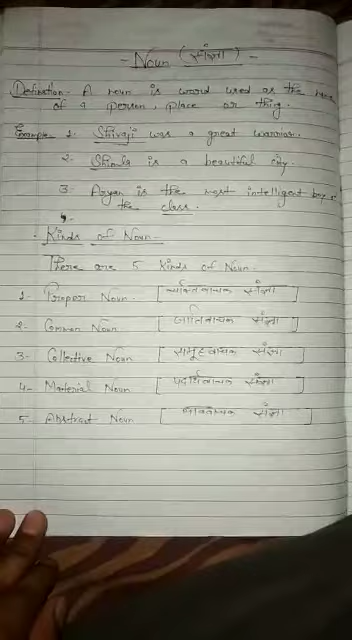 - Noun (संज्ञा) -
Definition - A noun is word used as the name
of a person, place or thing.
Example 1- Shivaji was a great warrior.
2- Shimla is a beautiful city.
3- Aryan is the most intelligent boy of
the class.
4-
Kinds of Noun -
There are 5 Kinds of Noun -
1- Proper Noun - [व्यक्तिवाचक संज्ञा]
2- Common Noun [जातिवाचक संज्ञा]
3- Collective Noun [समूहवाचक संज्ञा]
4- Material Noun [पदार्थवाचक संज्ञा]
5- Abstract Noun [भाववाचक संज्ञा]